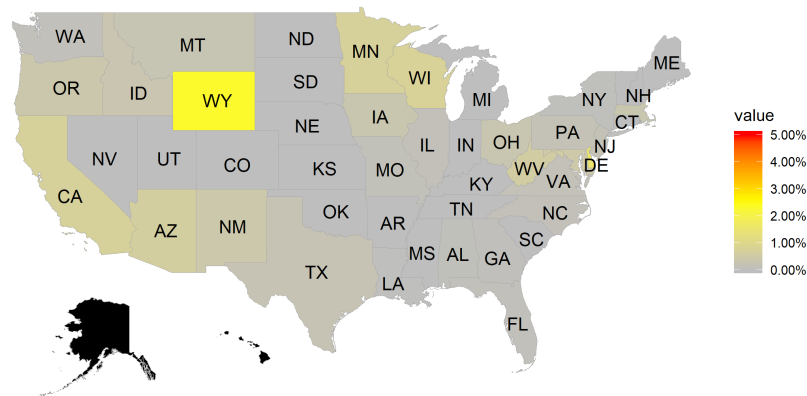 WA
MT
ND
MN
ME
OR
ID
SD
WI
WY
MI
NY
NH
IA
NE
CT
PA
OH
NJ
NV
UT
CO
IL
IN
DE
KS
MO
WV
VA
CA
KY
OK
AR
TN
NC
AZ
NM
SC
MS
AL
GA
TX
LA
FL
value
5.00%
4.00%
3.00%
2.00%
1.00%
0.00%